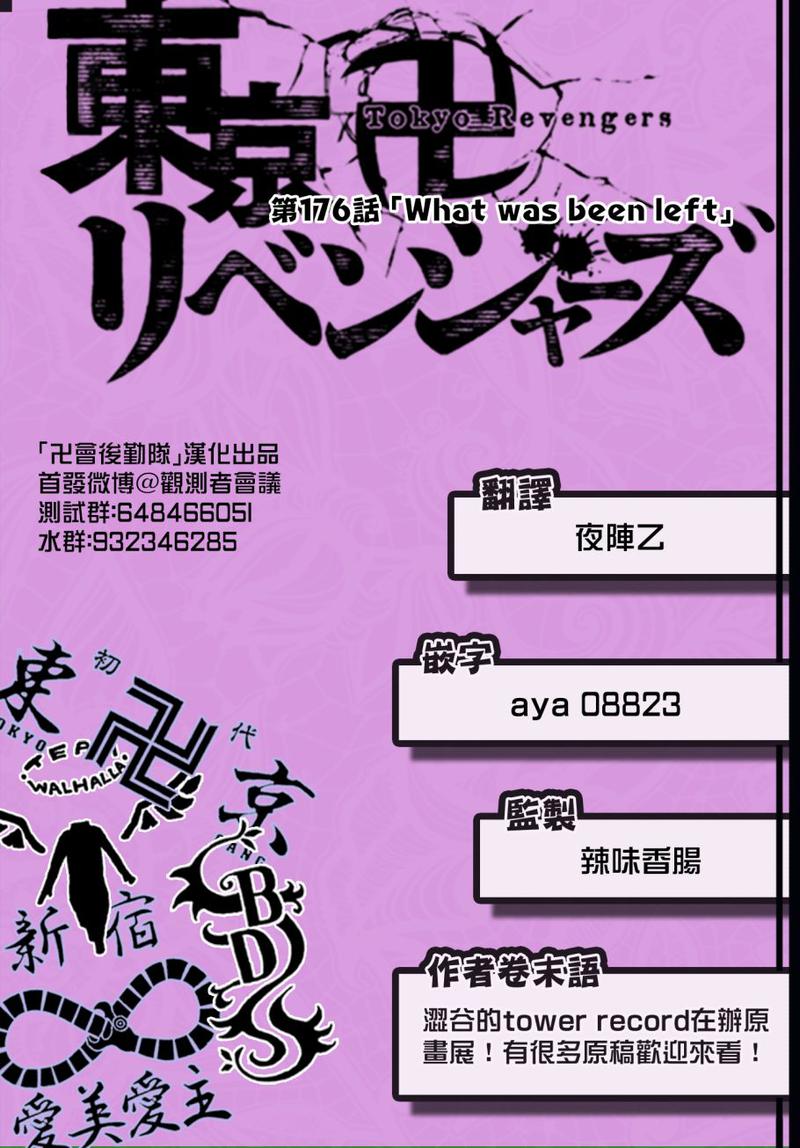 東京卍
Tokyo Revengers
第176話「What was been left」
リベンジャーズ
「卍會後勤隊」漢化出品
首發微博@觀測者會議
測試群:648466051
水群:932346285
翻譯
夜陣乙
嵌字
aya 08823
監製
辣味香腸
作者卷末語
澀谷的tower record在辦原
畫展！有很多原稿歡迎來看！
初
代
東
卍
京
TOKYO
GANG
WALHALLA
新宿
BDS
愛美愛主